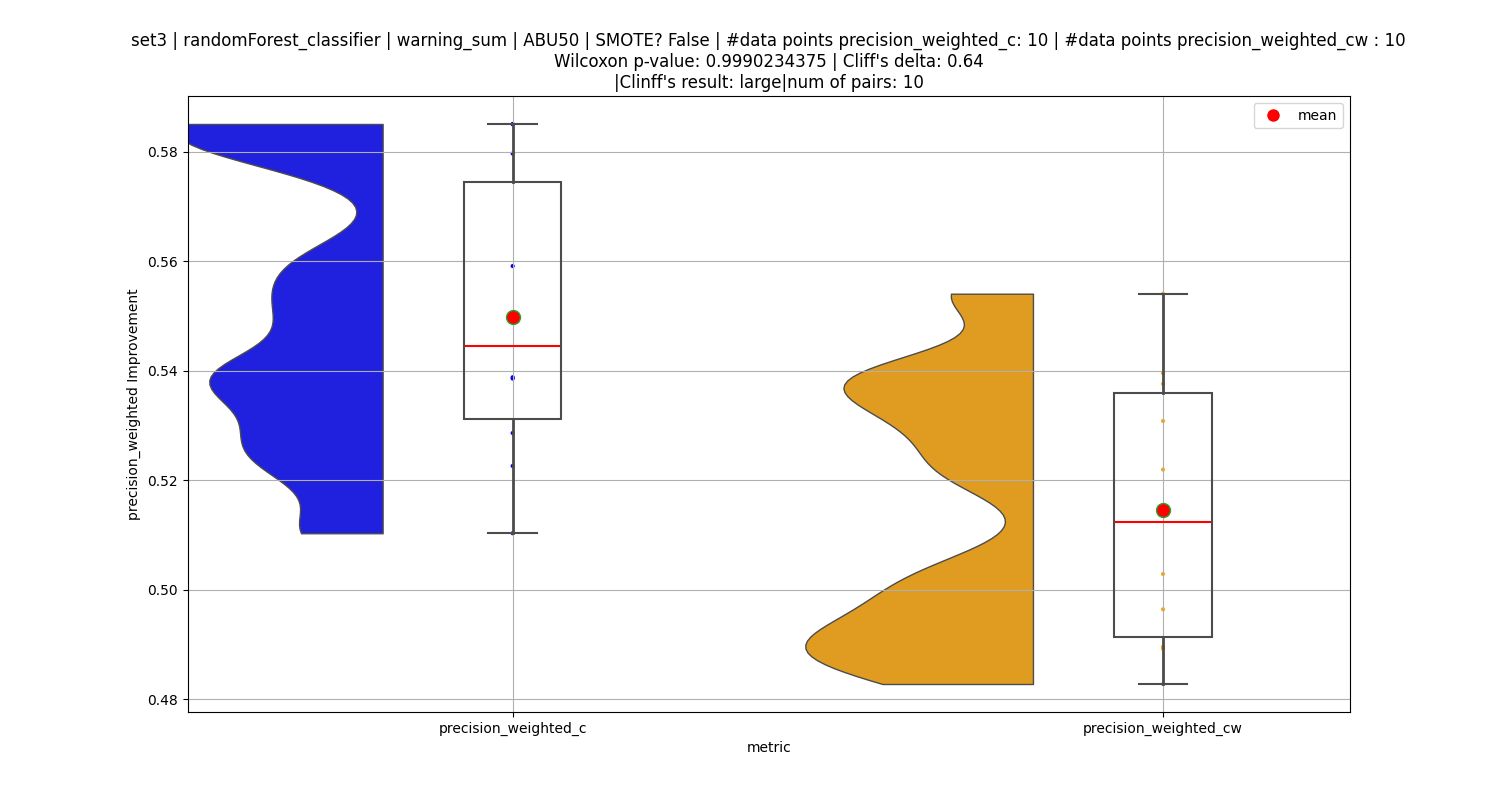 set3 | randomForest_classifier | warning_sum | ABU50 | SMOTE? False | #data points precision_weighted_c: 10 | #data points precision_weighted_cw : 10
Wilcoxon p-value: 0.9990234375 | Cliff's delta: 0.64
|Clinff's result: large|num of pairs: 10
mean
0.58
0.56
0.54
0.52
0.50
0.48
precision_weighted Improvement
precision_weighted_c
precision_weighted_cw
metric